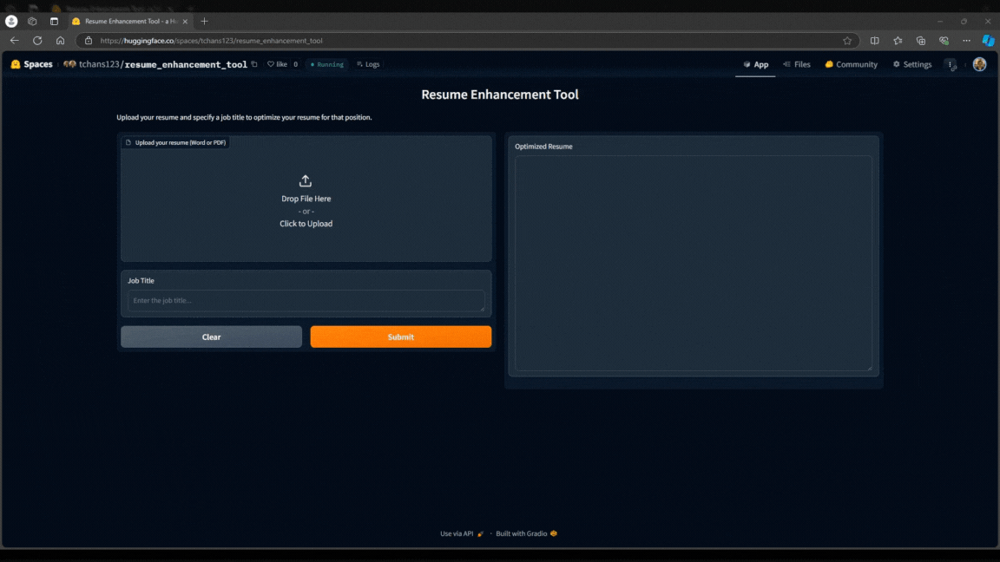 Resume Enhancement Tool - a H
https://huggingface.co/spaces/tchans123/resume_enhancement_tool
Spaces tchans123/resume_enhancement_tool like 0 Running Logs App Files Community Settings
Resume Enhancement Tool
Upload your resume and specify a job title to optimize your resume for that position.
Upload your resume (Word or PDF)
Drop File Here
- or -
Click to Upload
Job Title
Enter the job title...
Clear Submit
Optimized Resume
Use via API · Built with Gradio